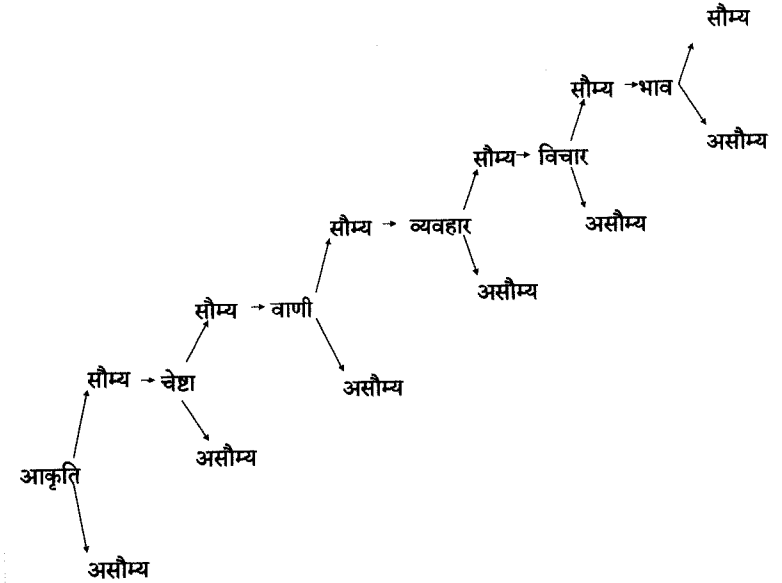 सौम्य
सौम्य → भाव
असौम्य
सौम्य → विचार
सौम्य → व्यवहार
असौम्य
असौम्य
सौम्य → वाणी
सौम्य → चेष्टा
असौम्य
असौम्य
आकृति
असौम्य